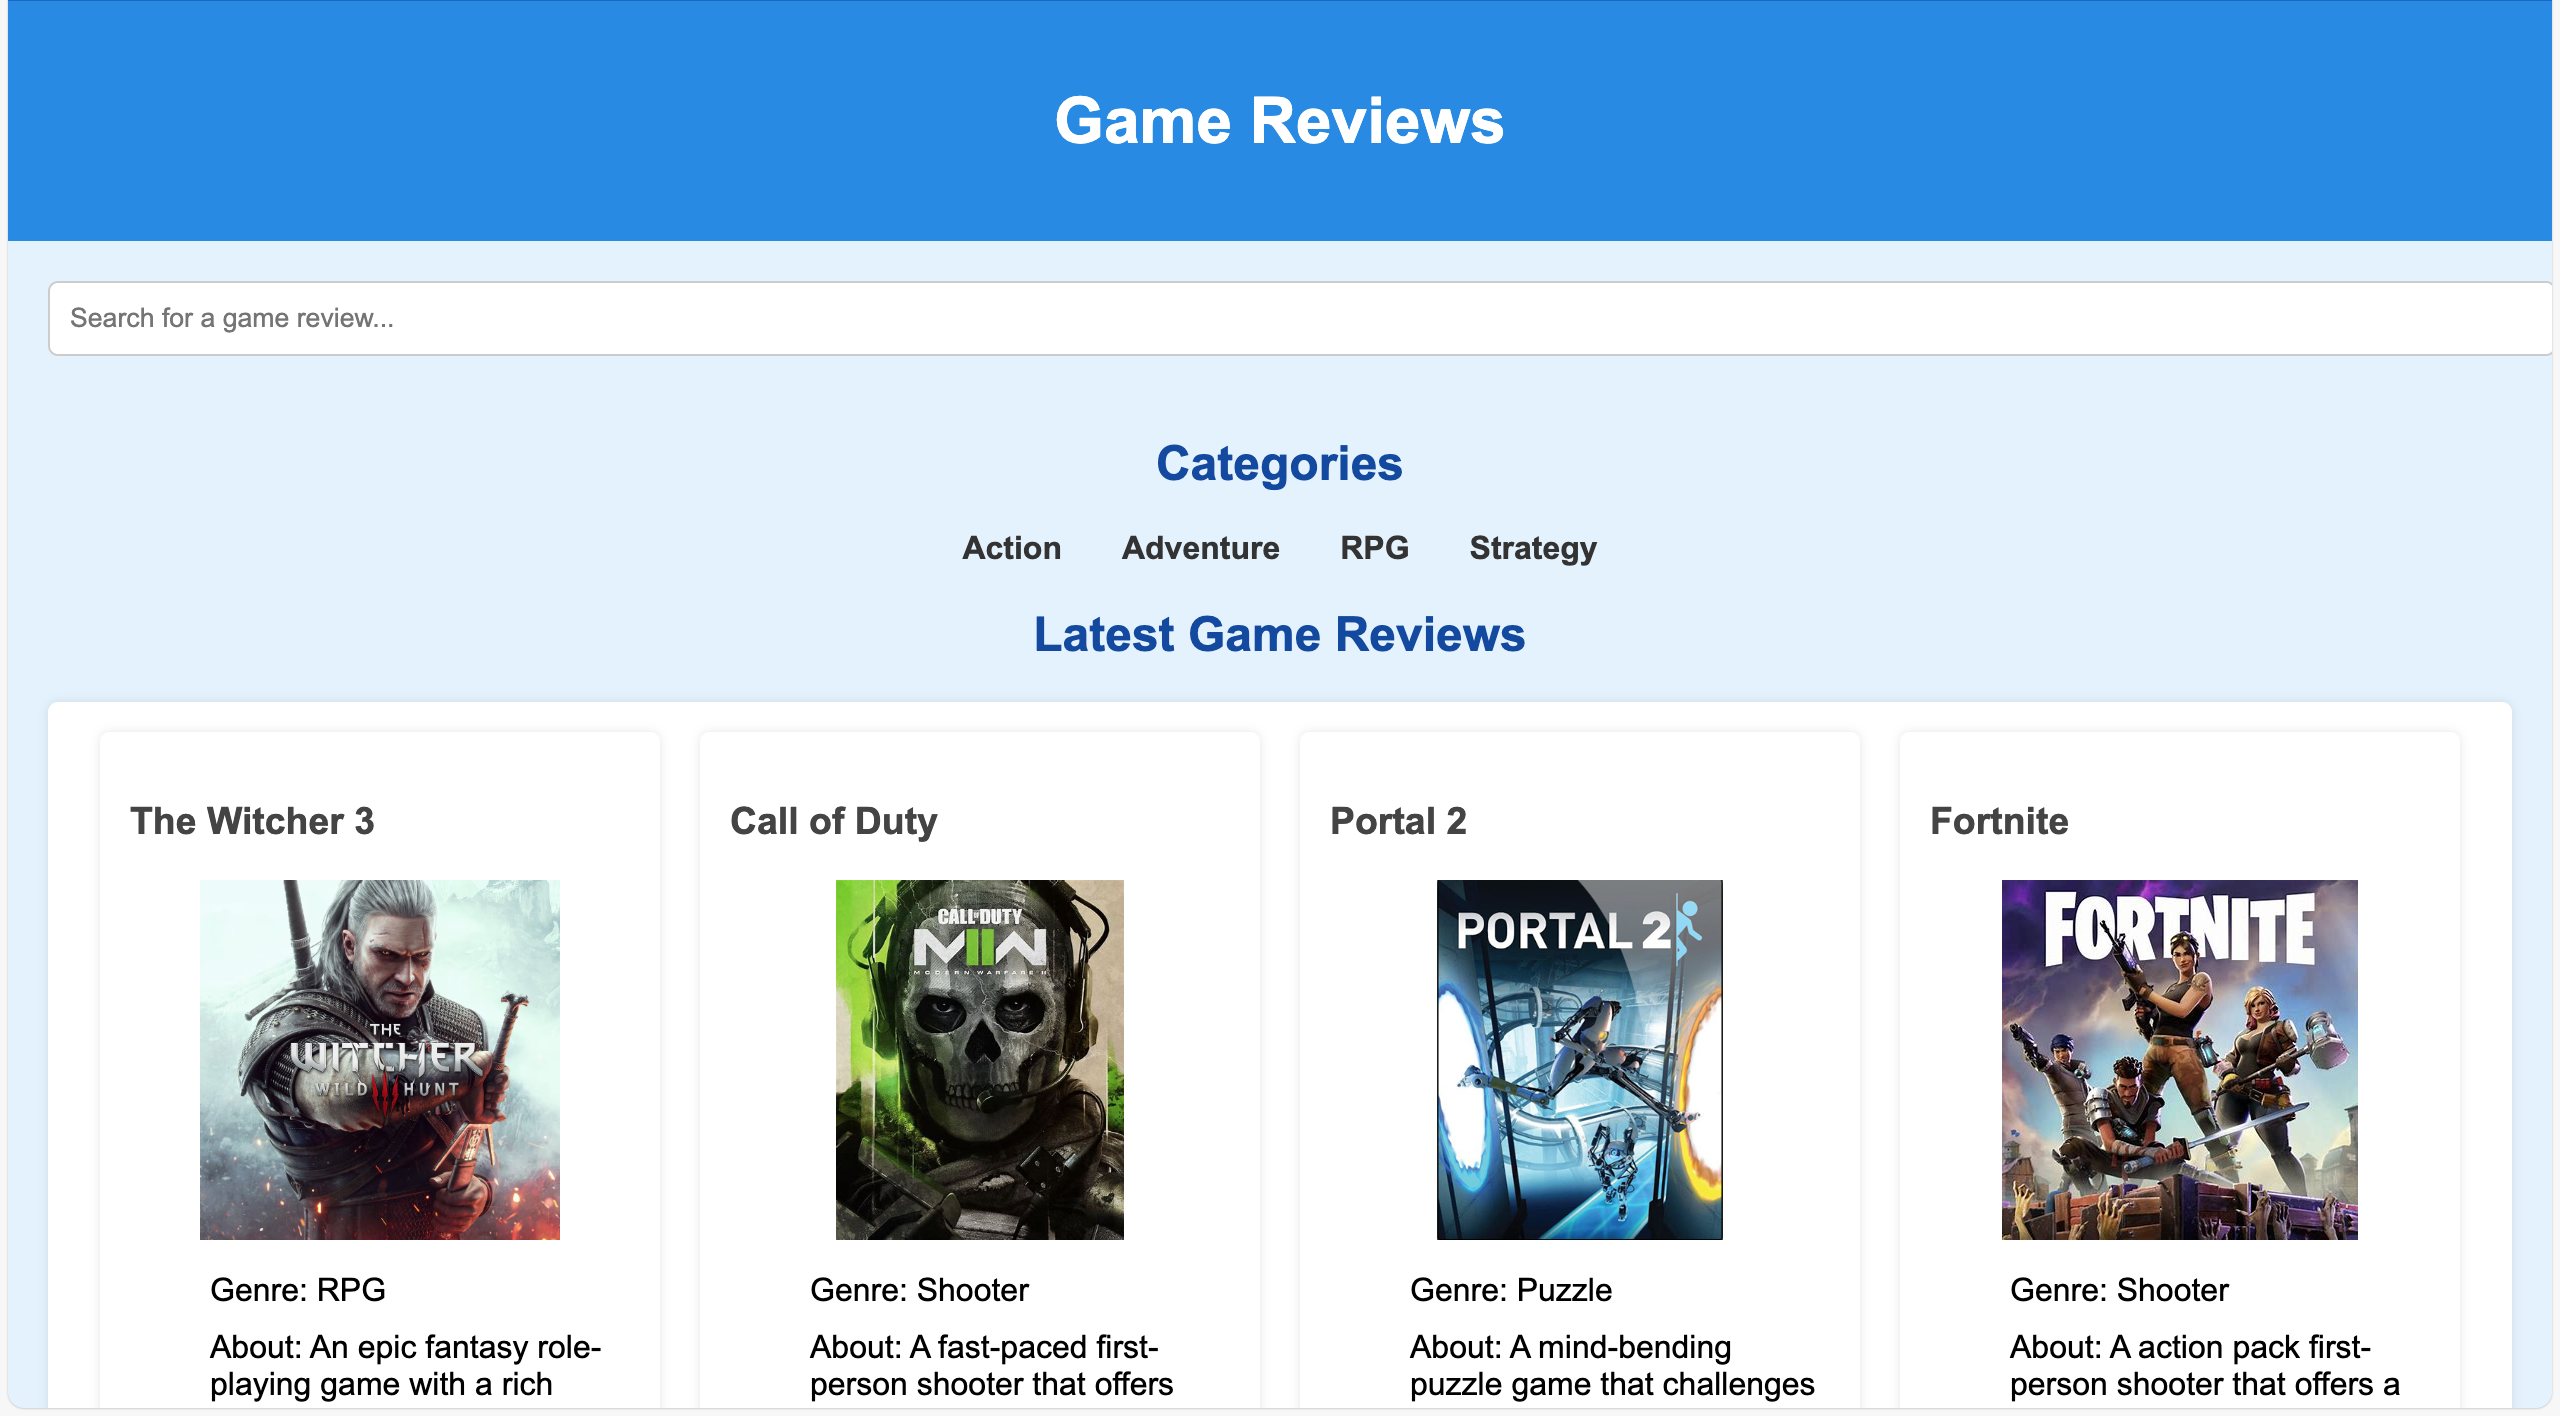 Game Reviews
Search for a game review...
Categories
Action Adventure RPG Strategy
Latest Game Reviews
The Witcher 3
THE
WITCHER
WILD HUNT
Genre: RPG
About: An epic fantasy role-
playing game with a rich
Call of Duty
CALL OF DUTY
MWII
MODERN WARFARE II
Genre: Shooter
About: A fast-paced first-
person shooter that offers
Portal 2
PORTAL 2
Genre: Puzzle
About: A mind-bending
puzzle game that challenges
Fortnite
FORTNITE
Genre: Shooter
About: A action pack first-
person shooter that offers a